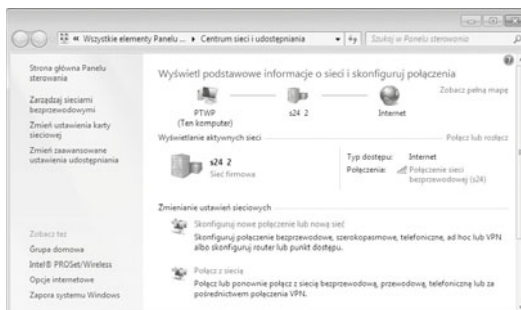 « Wszystkie elementy Panelu ... ▸ Centrum sieci i udostępniania
Szukaj w Panelu sterowania
Strona główna Panelu
sterowania
Zarządzaj sieciami
bezprzewodowymi
Zmień ustawienia karty
sieciowej
Zmień zaawansowane
ustawienia udostępniania
Zobacz też
Grupa domowa
Intel® PROSet/Wireless
Opcje internetowe
Zapora systemu Windows
Wyświetl podstawowe informacje o sieci i skonfiguruj połączenia
Zobacz pełną mapę
PTWP
(Ten komputer)
s24 2
Internet
Wyświetlanie aktywnych sieci
Połącz lub rozłącz
s24 2
Sieć firmowa
Typ dostępu: Internet
Połączenia: Połączenie sieci
bezprzewodowej (s24)
Zmienianie ustawień sieciowych
Skonfiguruj nowe połączenie lub nową sieć
Skonfiguruj połączenie bezprzewodowe, szerokopasmowe, telefoniczne, ad hoc lub VPN
albo skonfiguruj router lub punkt dostępu.
Połącz z siecią
Połącz lub ponownie połącz z siecią bezprzewodową, przewodową, telefoniczną lub za
pośrednictwem połączenia VPN.